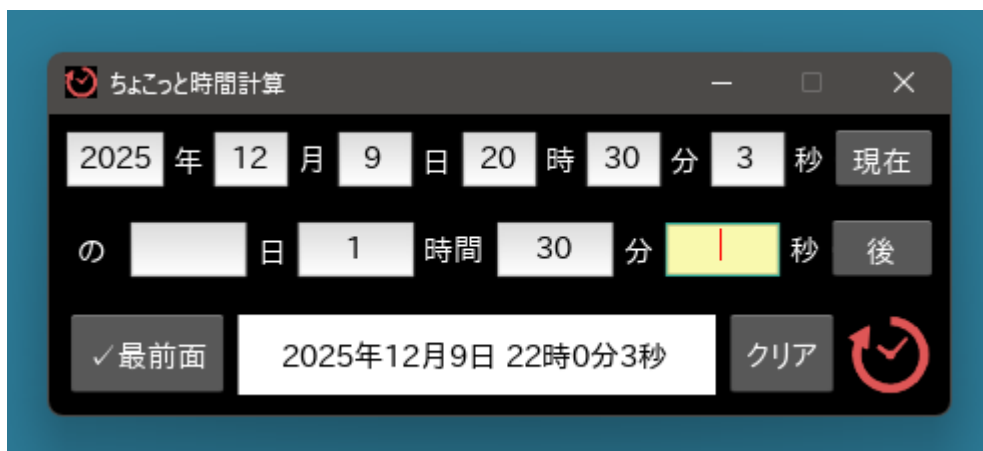 ちょこっと時間計算
2025 年 12 月 9 日 20 時 30 分 3 秒 現在
の 日 1 時間 30 分 秒 後
✓最前面 2025年12月9日 22時0分3秒 クリア